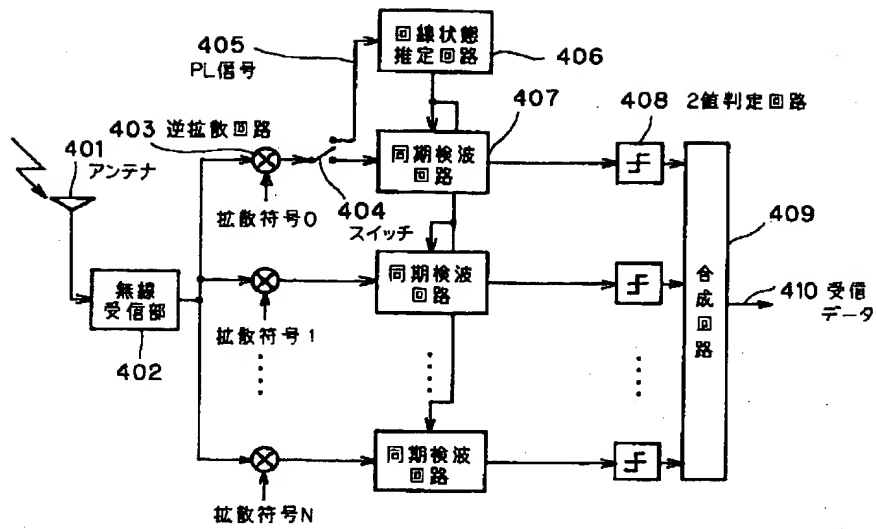 405
PL信号
回線状態
推定回路
406
407
408 2値判定回路
403 逆拡散回路
401
アンテナ
同期検波
回路
拡散符号0
404
スイッチ
409
無線
受信部
402
同期検波
回路
拡散符号1
合成回路
410 受信
データ
同期検波
回路
拡散符号N